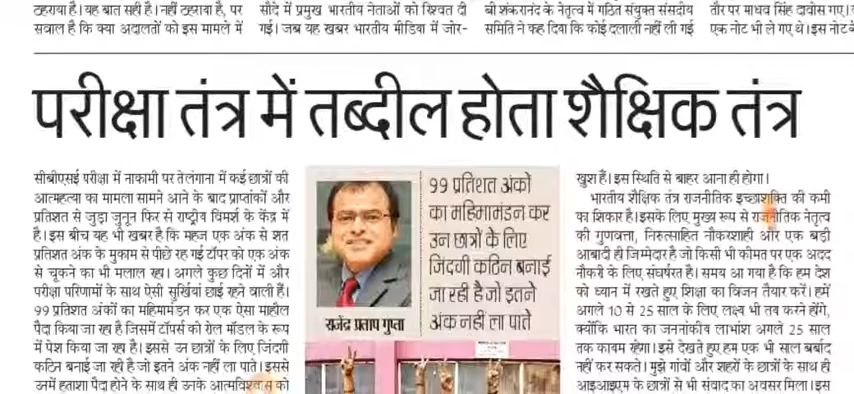 ठहराया है। यह बात सही है। नहीं ठहराया है, पर
सवाल है कि क्या अदालतों को इस मामले में
सौदे में प्रमुख भारतीय नेताओं को रिश्वत दी
गई। जब यह खबर भारतीय मीडिया में जोर-
बी शंकरानंद के नेतृत्व में गठित संयुक्त संसदीय
समिति ने कह दिया कि कोई दलाली नहीं ली गई
तौर पर माधव सिंह दावोस गए।
एक नोट भी ले गए थे। इस नोट
परीक्षा तंत्र में तब्दील होता शैक्षिक तंत्र
सीबीएसई परीक्षा में नाकामी पर तेलंगाना में कई छात्रों की
आत्महत्या का मामला सामने आने के बाद प्राप्तांकों और
प्रतिशत से जुड़ा जुनून फिर से राष्ट्रीय विमर्श के केंद्र में
है। इस बीच यह भी खबर है कि महज एक अंक से शत
प्रतिशत अंक के मुकाम से पीछे रह गई टॉपर को एक अंक
से चूकने का भी मलाल रहा। अगले कुछ दिनों में और
परीक्षा परिणामों के साथ ऐसी सुर्खियां छाई रहने वाली हैं।
99 प्रतिशत अंकों का महिमामंडन कर एक ऐसा माहौल
पैदा किया जा रहा है जिसमें टॉपर्स को रोल मॉडल के रूप
में पेश किया जा रहा है। इससे उन छात्रों के लिए जिंदगी
कठिन बनाई जा रही है जो इतने अंक नहीं ला पाते। इससे
उनमें हताशा पैदा होने के साथ ही उनके आत्मविश्वास को
राजेंद्र प्रताप गुप्ता
99 प्रतिशत अंकों
का महिमामंडन कर
उन छात्रों के लिए
जिंदगी कठिन बनाई
जा रही है जो इतने
अंक नहीं ला पाते
खुश हैं। इस स्थिति से बाहर आना ही होगा।
भारतीय शैक्षिक तंत्र राजनीतिक इच्छाशक्ति की कमी
का शिकार है। इसके लिए मुख्य रूप से राजनीतिक नेतृत्व
की गुणवत्ता, निरुत्साहित नौकरशाही और एक बड़ी
आबादी ही जिम्मेदार है जो किसी भी कीमत पर एक अदद
नौकरी के लिए संघर्षरत है। समय आ गया है कि हम देश
को ध्यान में रखते हुए शिक्षा का विजन तैयार करें। हमें
अगले 10 से 25 साल के लिए लक्ष्य भी तय करने होंगे,
क्योंकि भारत का जननांकीय लाभांश अगले 25 साल
तक कायम रहेगा। इसे देखते हुए हम एक भी साल बर्बाद
नहीं कर सकते। मुझे गांवों और शहरों के छात्रों के साथ ही
आइआइएम के छात्रों से भी संवाद का अवसर मिला। इस